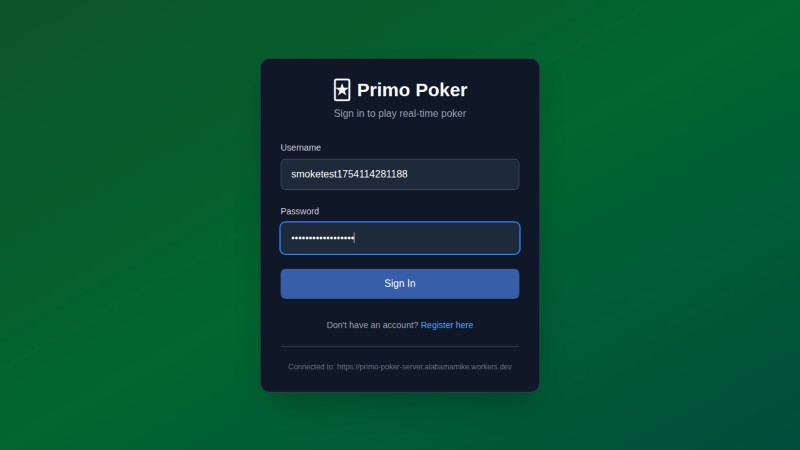 🃏 Primo Poker
Sign in to play real-time poker
Username
smoketest1754114281188
Password
••••••••••••••••••
Sign In
Don't have an account? Register here
Connected to: https://primo-poker-server.alabamamike.workers.dev